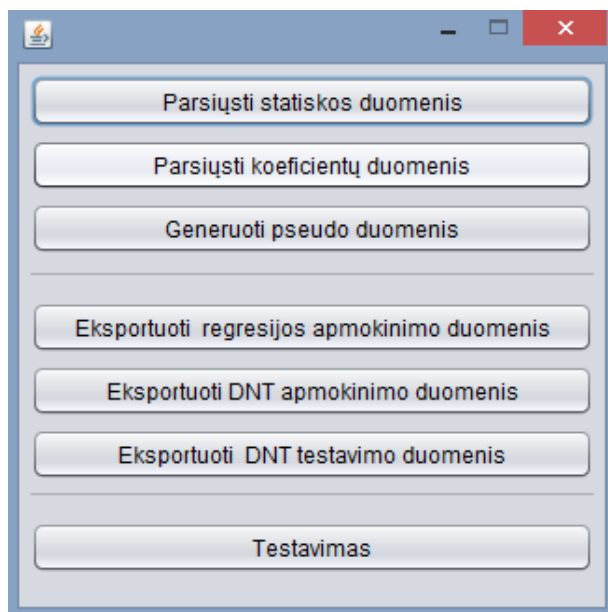 Parsiųsti statiskos duomenis
Parsiųsti koeficientų duomenis
Generuoti pseudo duomenis
Eksportuoti  regresijos apmokinimo duomenis
Eksportuoti DNT apmokinimo duomenis
Eksportuoti  DNT testavimo duomenis
Testavimas